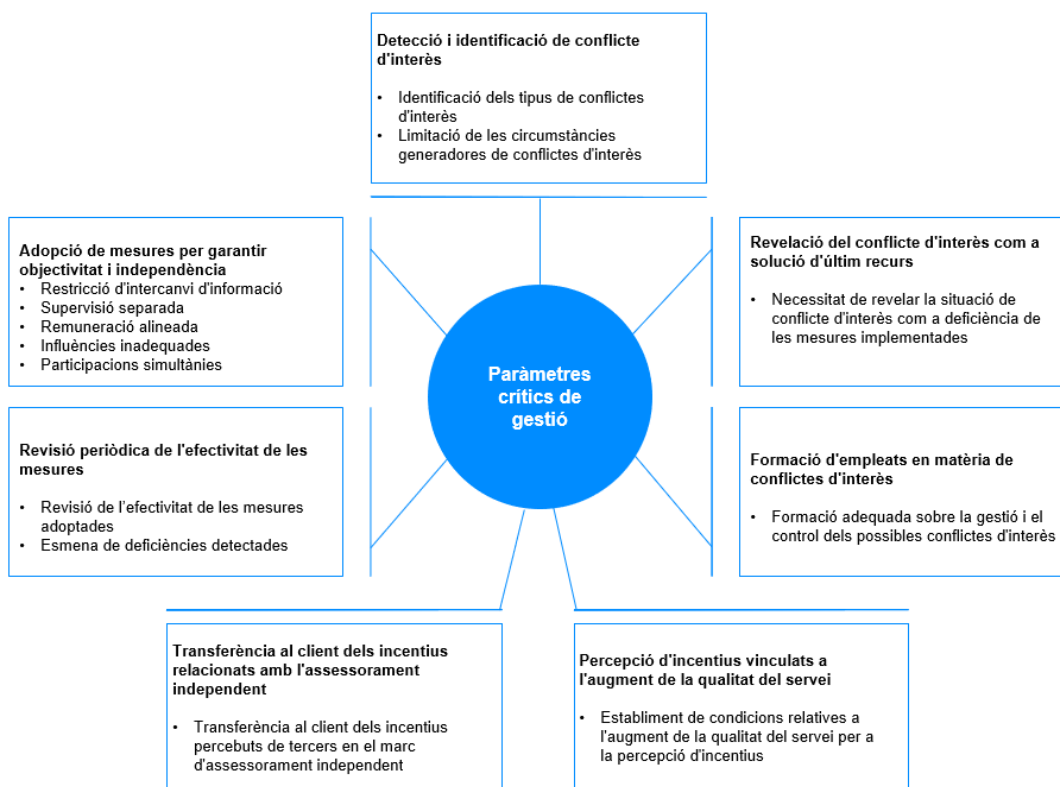 Detecció i identificació de conflicte
d'interès
• Identificació dels tipus de conflictes
d'interès
• Limitació de les circumstàncies
generadores de conflictes d'interès
Adopció de mesures per garantir
objectivitat i independència
• Restricció d'intercanvi d'informació
• Supervisió separada
• Remuneració alineada
• Influències inadequades
• Participacions simultànies
Revelació del conflicte d'interès com a
solució d'últim recurs
• Necessitat de revelar la situació de
conflicte d'interès com a deficiència de
les mesures implementades
Paràmetres
crítics de
gestió
Revisió periòdica de l'efectivitat de les
mesures
• Revisió de l’efectivitat de les mesures
adoptades
• Esmena de deficiències detectades
Formació d'empleats en matèria de
conflictes d'interès
• Formació adequada sobre la gestió i el
control dels possibles conflictes d'interès
Transferència al client dels incentius
relacionats amb l'assessorament
independent
• Transferència al client dels incentius
percebuts de tercers en el marc
d'assessorament independent
Percepció d'incentius vinculats a
l'augment de la qualitat del servei
• Establiment de condicions relatives a
l'augment de la qualitat del servei per a
la percepció d'incentius